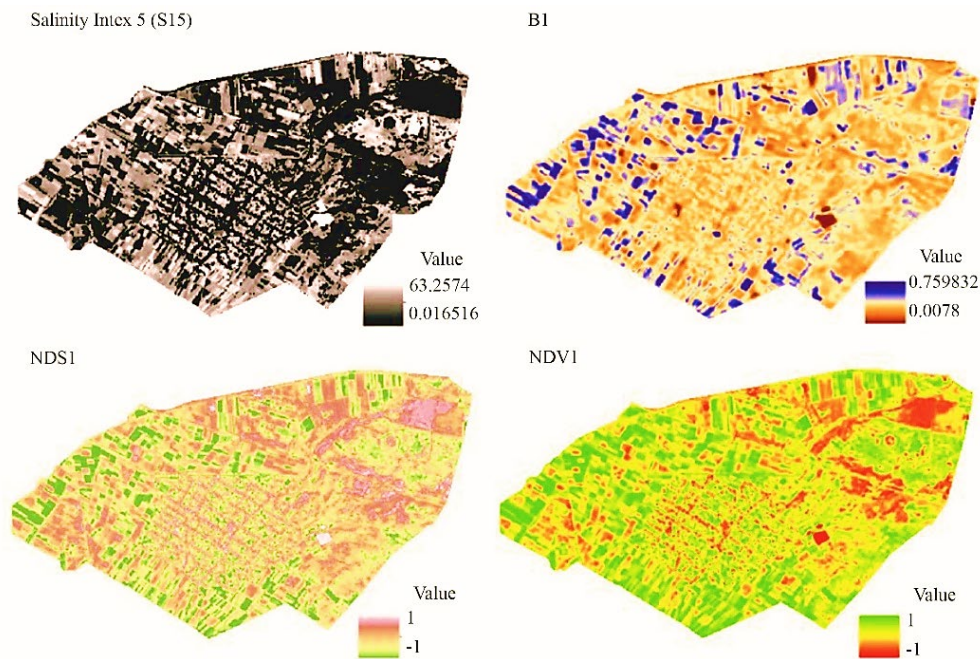 Salinity Intex 5 (S15)
B1
Value
63.2574
0.016516
Value
0.759832
0.0078
NDS1
NDV1
Value
1
-1
Value
1
-1